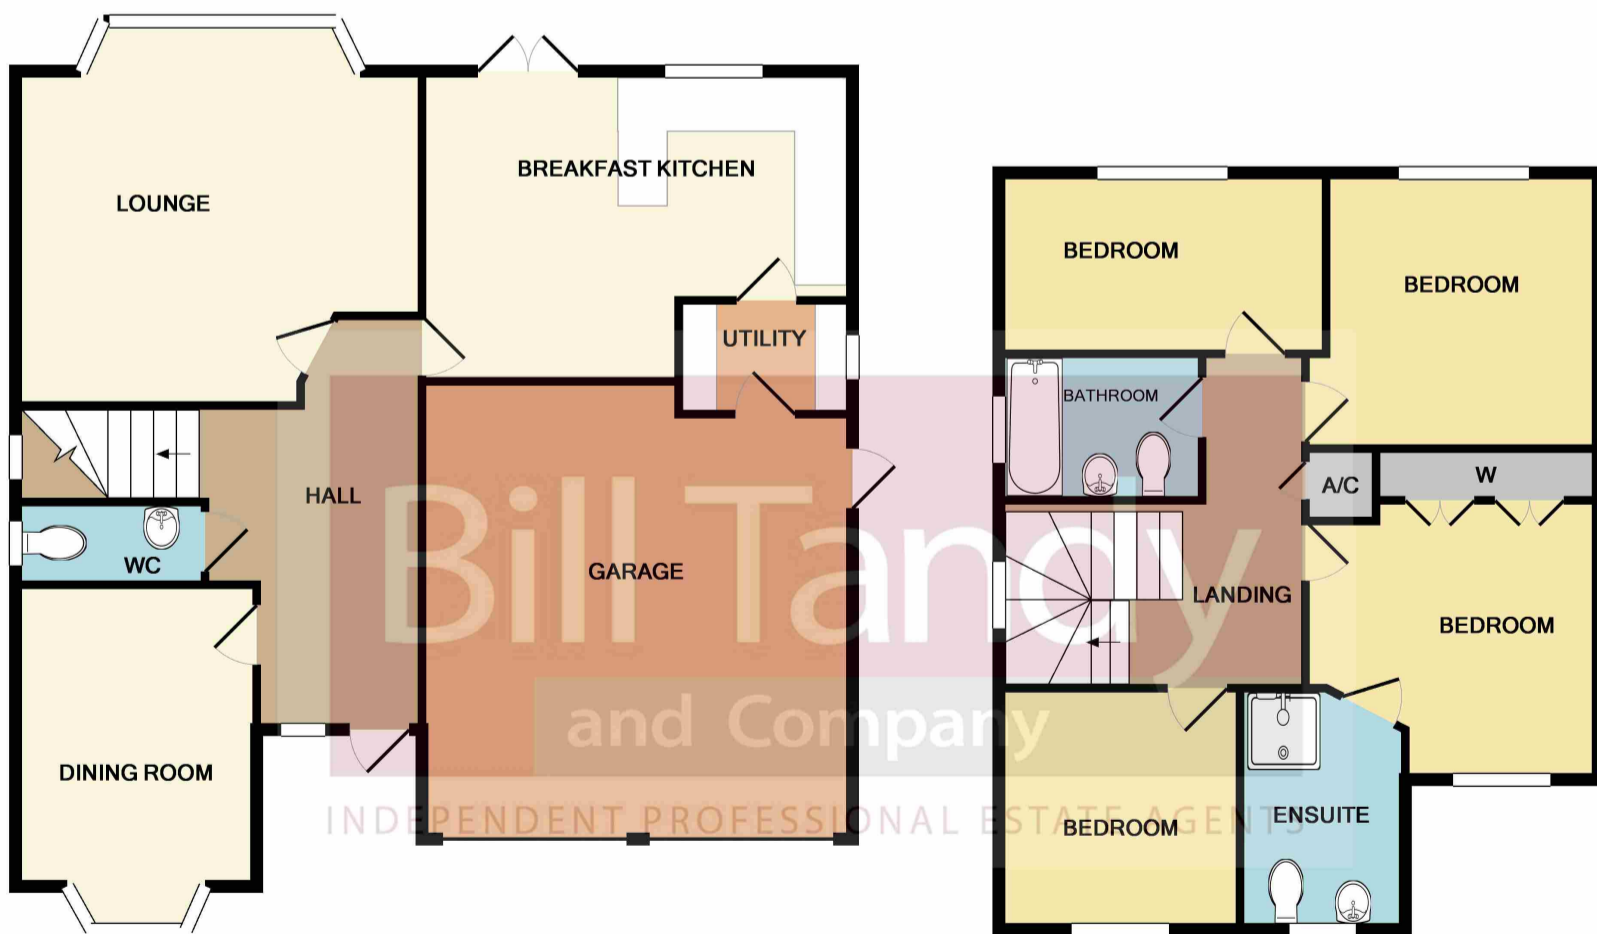 LOUNGE
BREAKFAST KITCHEN
UTILITY
HALL
WC
GARAGE
DINING ROOM
BEDROOM
BEDROOM
BATHROOM
A/C
W
LANDING
BEDROOM
BEDROOM
ENSUITE
Bill Tandy
and Company
INDEPENDENT PROFESSIONAL ESTATE AGENTS